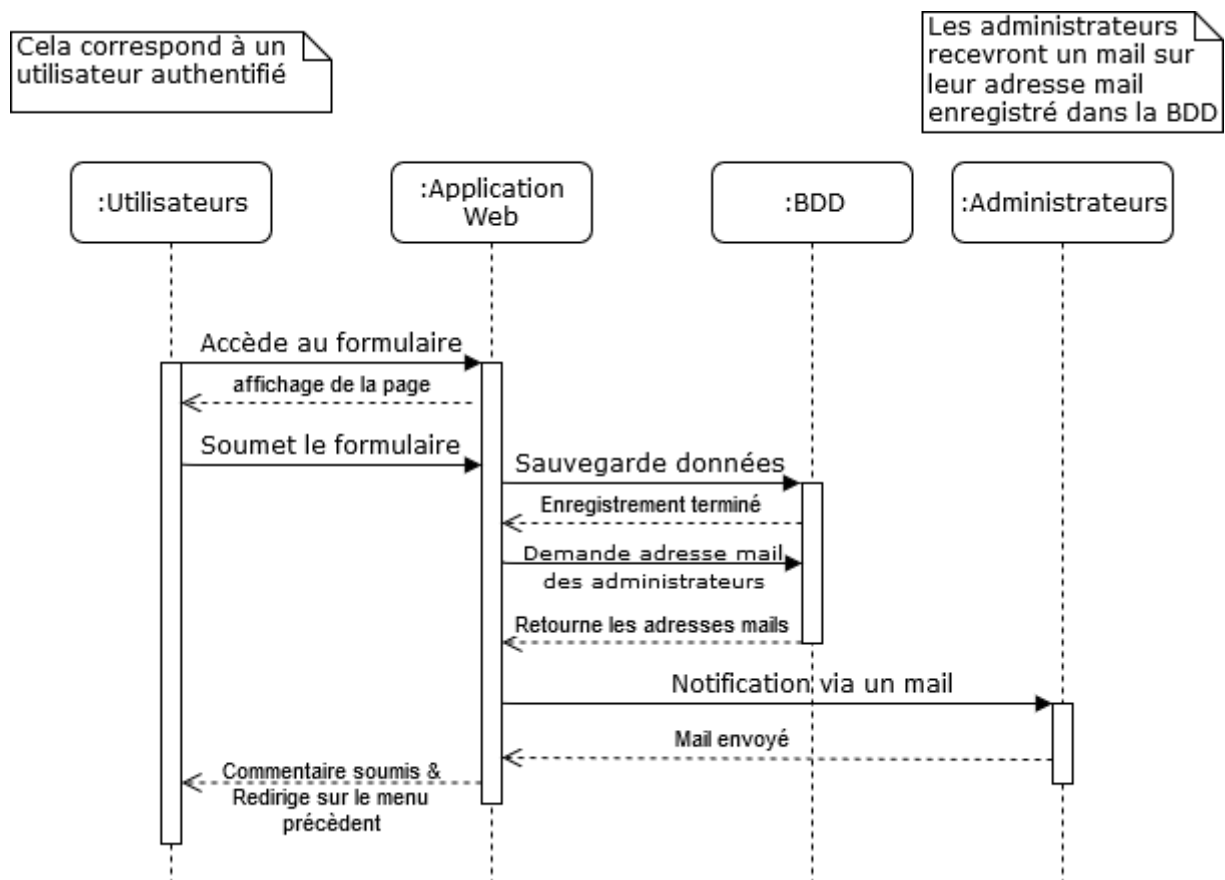 Cela correspond à un
utilisateur authentifié
Les administrateurs
recevront un mail sur
leur adresse mail
enregistré dans la BDD
:Utilisateurs
:Application
Web
:BDD
:Administrateurs
Accède au formulaire
affichage de la page
Soumet le formulaire
Sauvegarde données
Enregistrement terminé
Demande adresse mail
des administrateurs
Retourne les adresses mails
Notification via un mail
Mail envoyé
Commentaire soumis &
Redirige sur le menu
précèdent